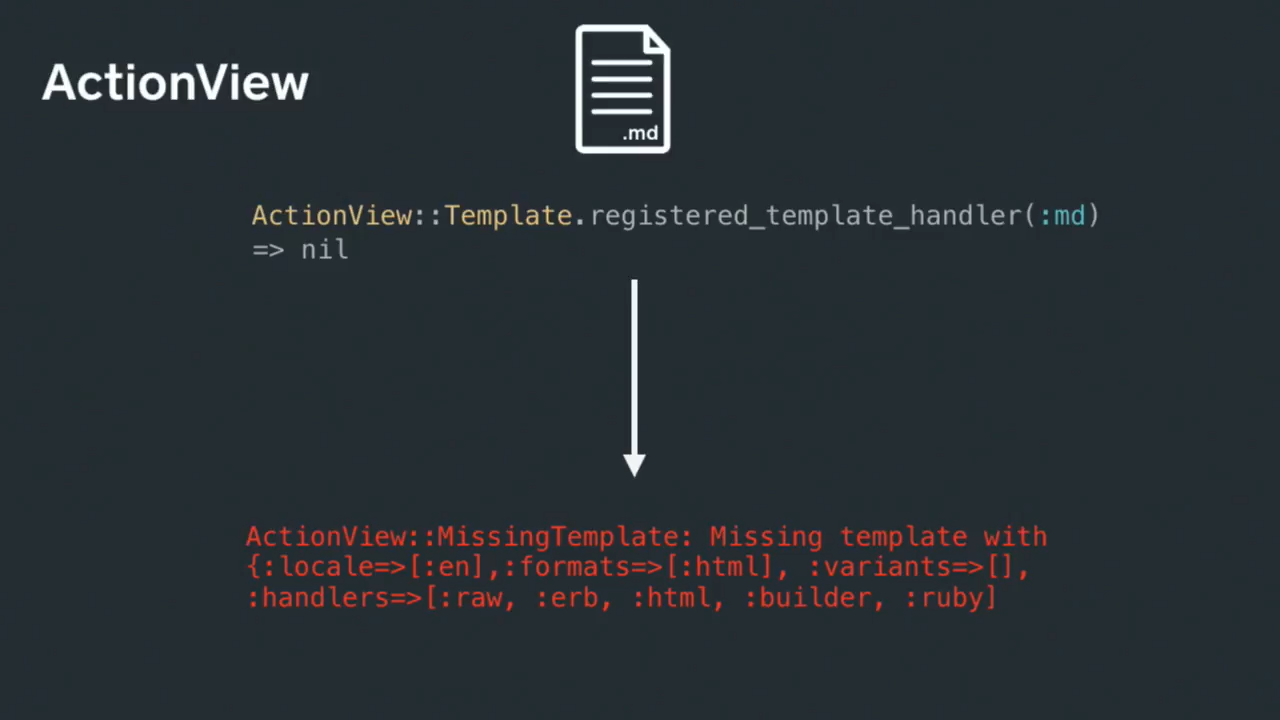 ActionView
.md
ActionView::Template.registered_template_handler(:md)
=> nil
ActionView::MissingTemplate: Missing template with
{:locale=>[:en],:formats=>[:html], :variants=>[],
:handlers=>[:raw, :erb, :html, :builder, :ruby]